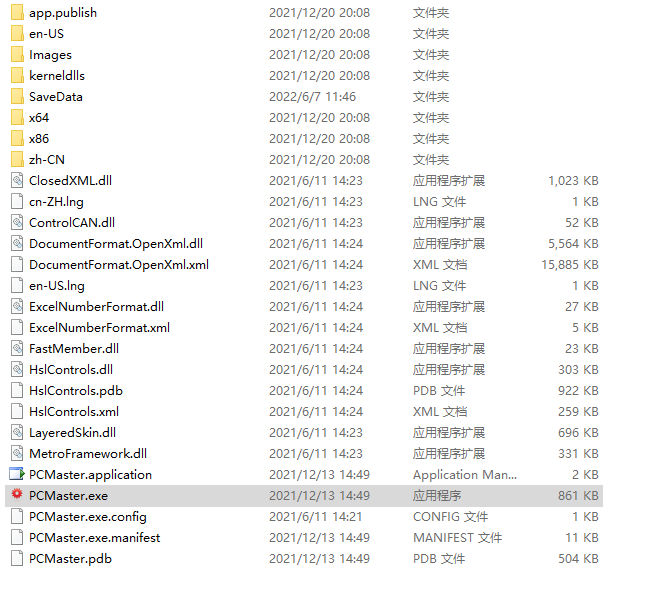 app.publish 2021/12/20 20:08 文件夹
en-US 2021/12/20 20:08 文件夹
Images 2021/12/20 20:08 文件夹
kerneldlls 2021/12/20 20:08 文件夹
SaveData 2022/6/7 11:46 文件夹
x64 2021/12/20 20:08 文件夹
x86 2021/12/20 20:08 文件夹
zh-CN 2021/12/20 20:08 文件夹
ClosedXML.dll 2021/6/11 14:23 应用程序扩展 1,023 KB
cn-ZH.lng 2021/6/11 14:23 LNG 文件 1 KB
ControlCAN.dll 2021/6/11 14:23 应用程序扩展 52 KB
DocumentFormat.OpenXml.dll 2021/6/11 14:24 应用程序扩展 5,564 KB
DocumentFormat.OpenXml.xml 2021/6/11 14:24 XML 文档 15,885 KB
en-US.lng 2021/6/11 14:23 LNG 文件 1 KB
ExcelNumberFormat.dll 2021/6/11 14:24 应用程序扩展 27 KB
ExcelNumberFormat.xml 2021/6/11 14:24 XML 文档 5 KB
FastMember.dll 2021/6/11 14:24 应用程序扩展 23 KB
HslControls.dll 2021/6/11 14:24 应用程序扩展 303 KB
HslControls.pdb 2021/6/11 14:24 PDB 文件 922 KB
HslControls.xml 2021/6/11 14:24 XML 文档 259 KB
LayeredSkin.dll 2021/6/11 14:23 应用程序扩展 696 KB
MetroFramework.dll 2021/6/11 14:24 应用程序扩展 331 KB
PCMaster.application 2021/12/13 14:49 Application Man... 2 KB
PCMaster.exe 2021/12/13 14:49 应用程序 861 KB
PCMaster.exe.config 2021/6/11 14:21 CONFIG 文件 1 KB
PCMaster.exe.manifest 2021/12/13 14:49 MANIFEST 文件 11 KB
PCMaster.pdb 2021/12/13 14:49 PDB 文件 504 KB